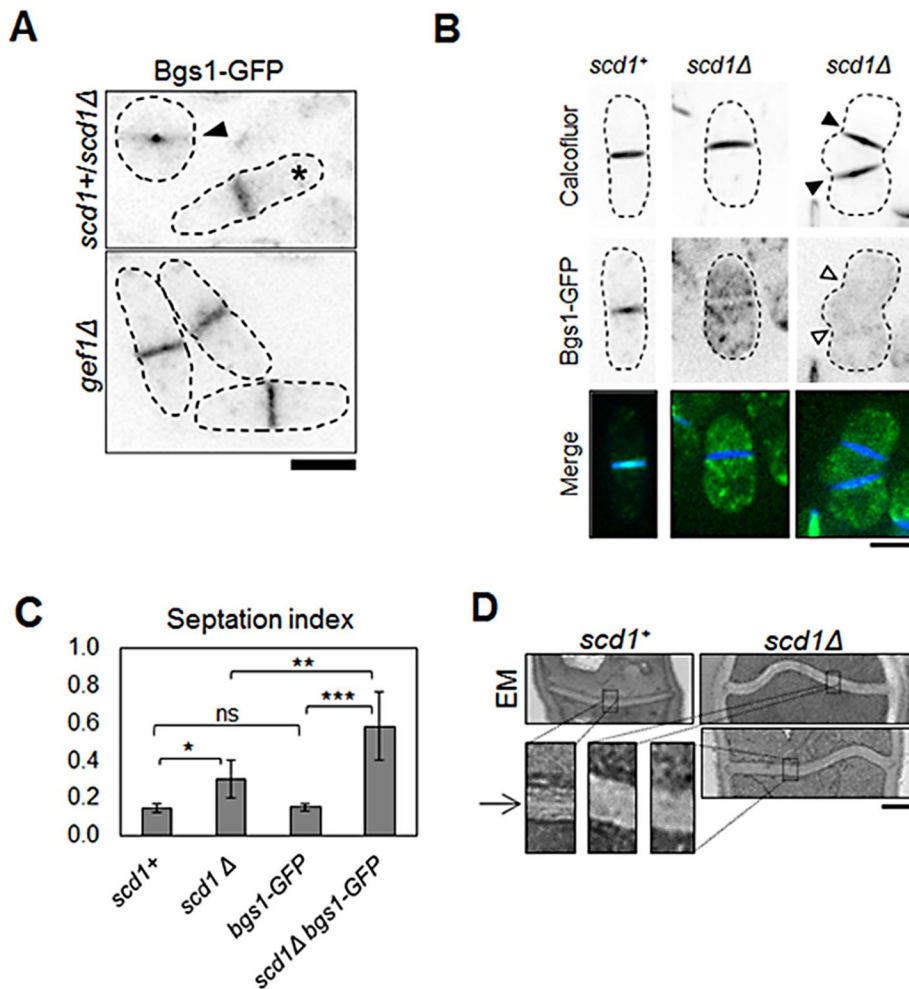 A
Bgs1-GFP
scd1+/scd1Δ
*
gef1Δ
B
scd1+ scd1Δ scd1Δ
Calcofluor
Bgs1-GFP
Merge
C
Septation index
1.0
0.8
0.6
0.4
0.2
0.0
**
***
ns
*
scd1+
scd1 Δ
bgs1-GFP
scd1Δ bgs1-GFP
D
scd1+ scd1Δ
EM